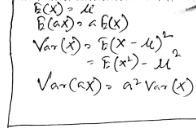 E(X) = μ
E(aX) = a E(X)
Var(X) = E(X - μ)²
= E(X²) - μ²
Var(aX) = a² Var(X)